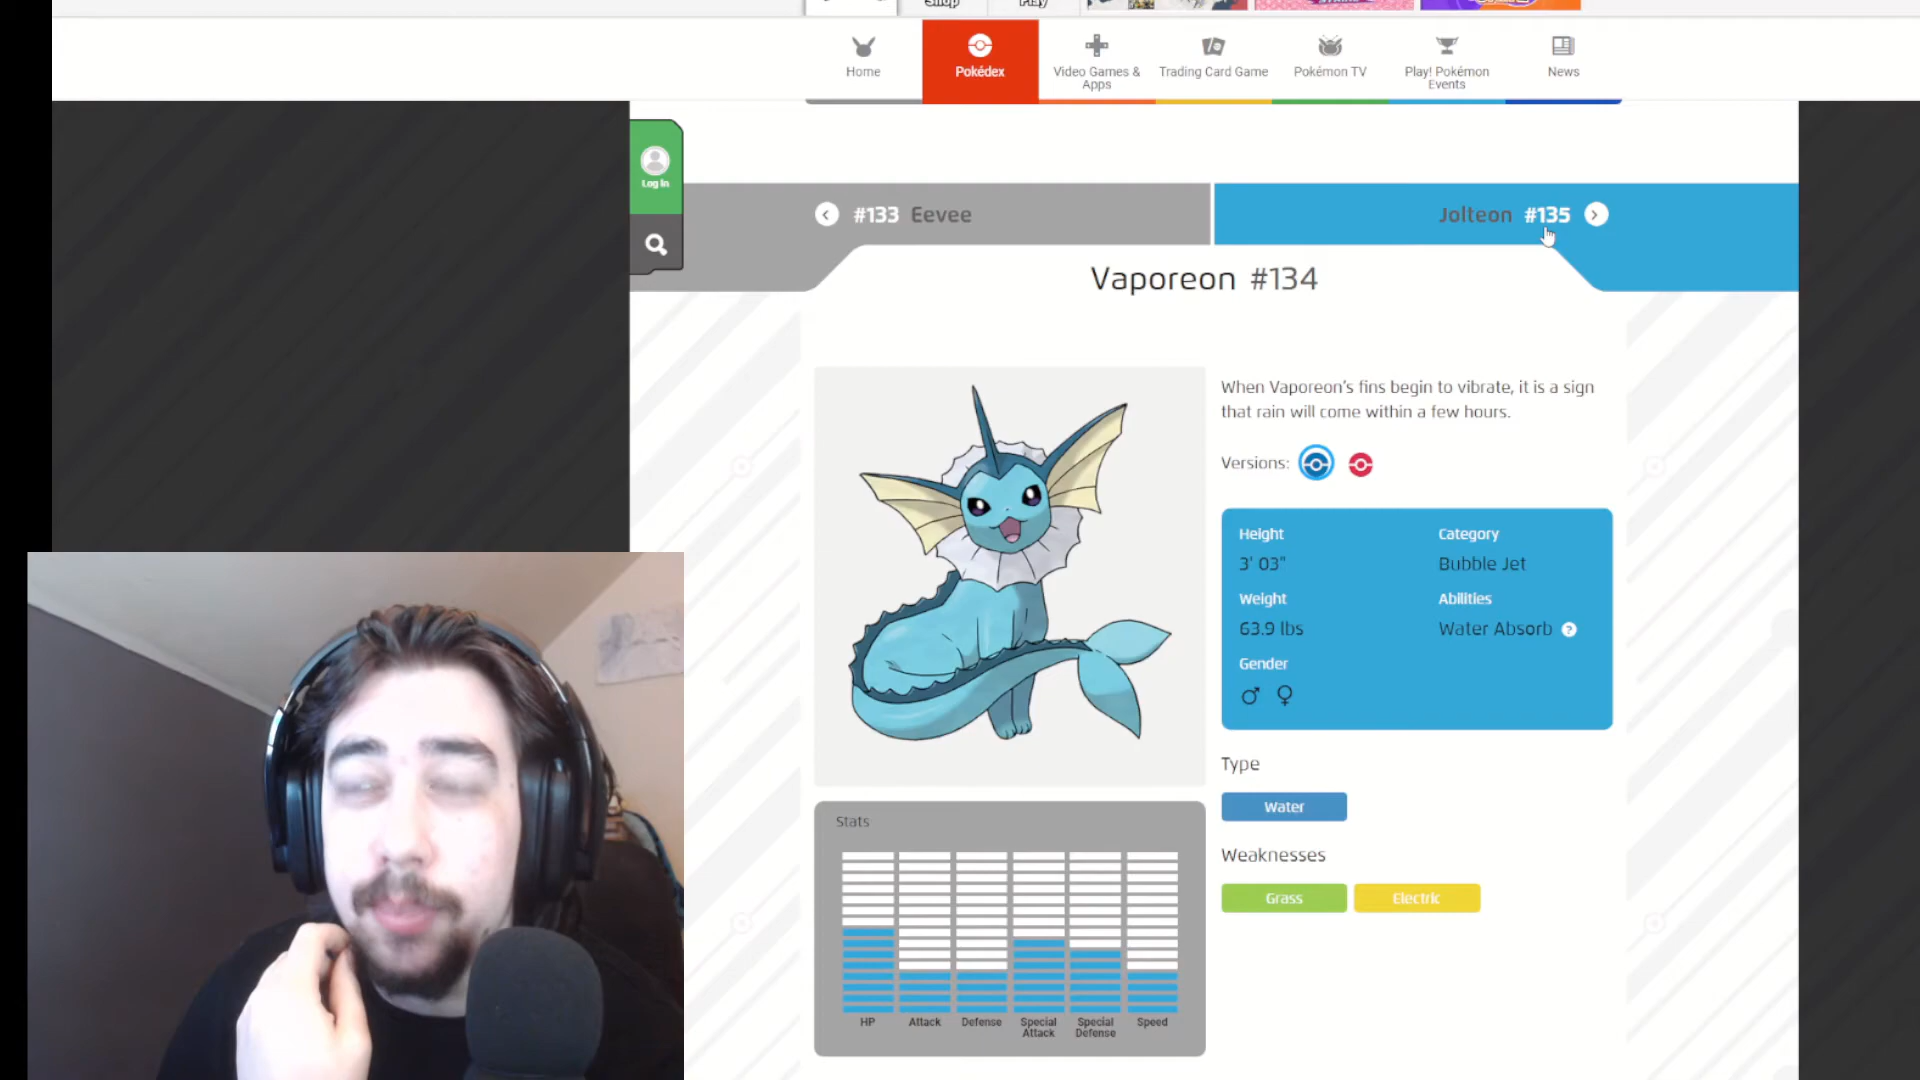 Shop
Play
Home
Pokédex
Video Games &
Apps
Trading Card Game
Pokémon TV
Play! Pokémon
Events
News
Log in
#133 Eevee
Jolteon #135
Vaporeon #134
When Vaporeon's fins begin to vibrate, it is a sign
that rain will come within a few hours.
Versions:
Height
3' 03"
Category
Bubble Jet
Weight
63.9 lbs
Abilities
Water Absorb ?
Gender
Type
Water
Weaknesses
Grass
Electric
Stats
HP
Attack
Defense
Special
Attack
Special
Defense
Speed